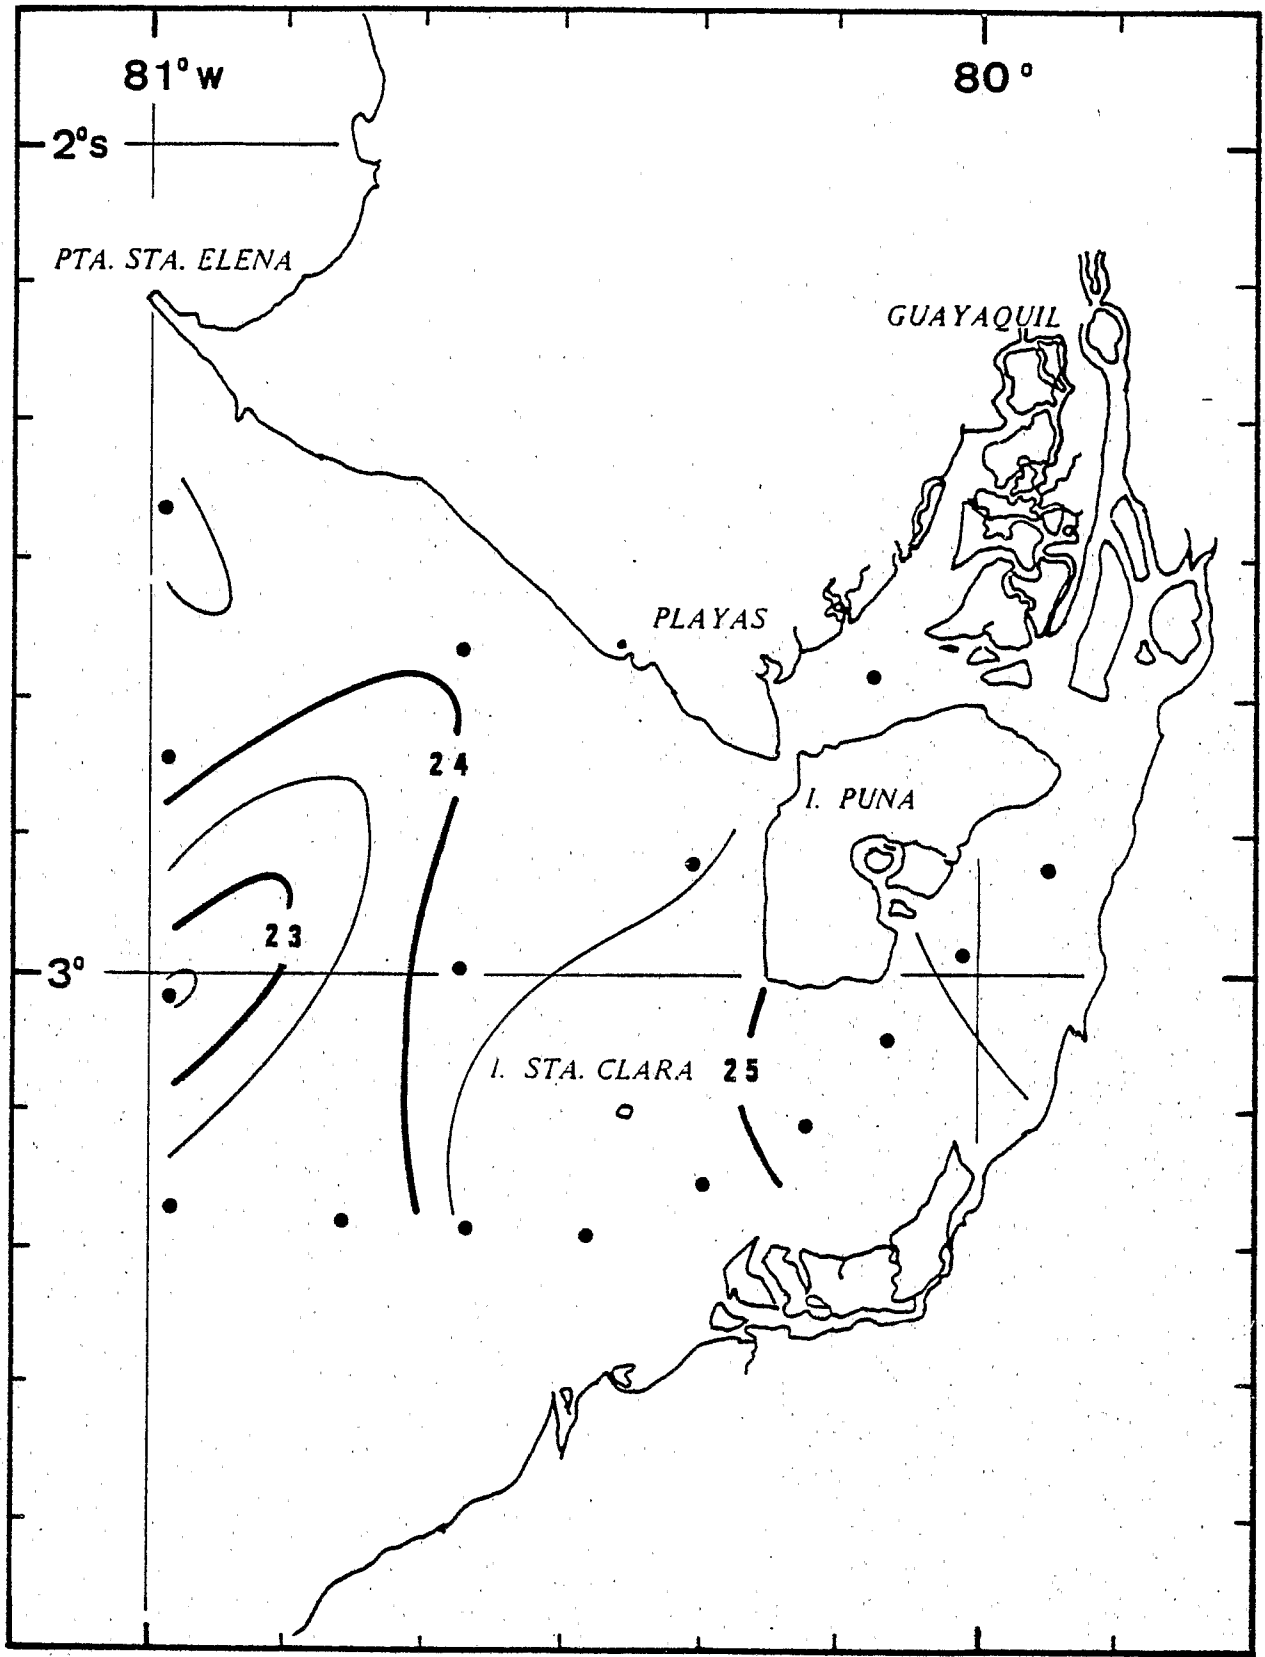 81° W
80°
2°S
PTA. STA. ELENA
GUAYAQUIL
PLAYAS
24
I. PUNA
23
3°
I. STA. CLARA
25